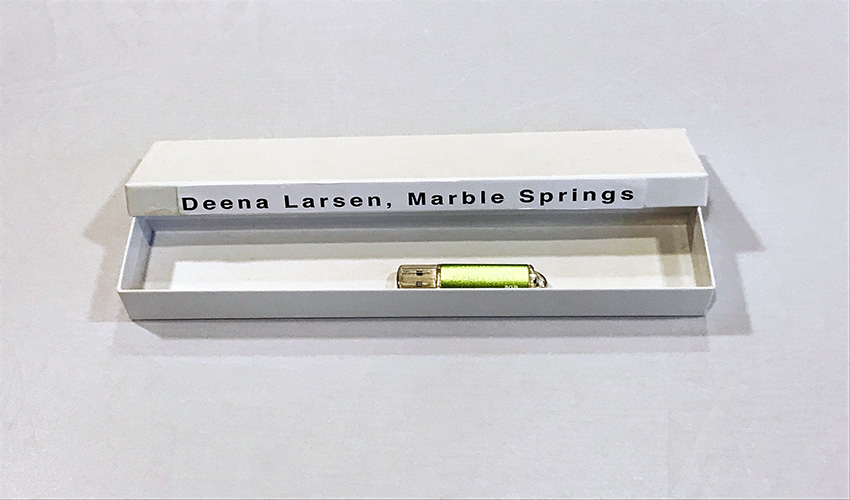 Deena Larsen, Marble Springs